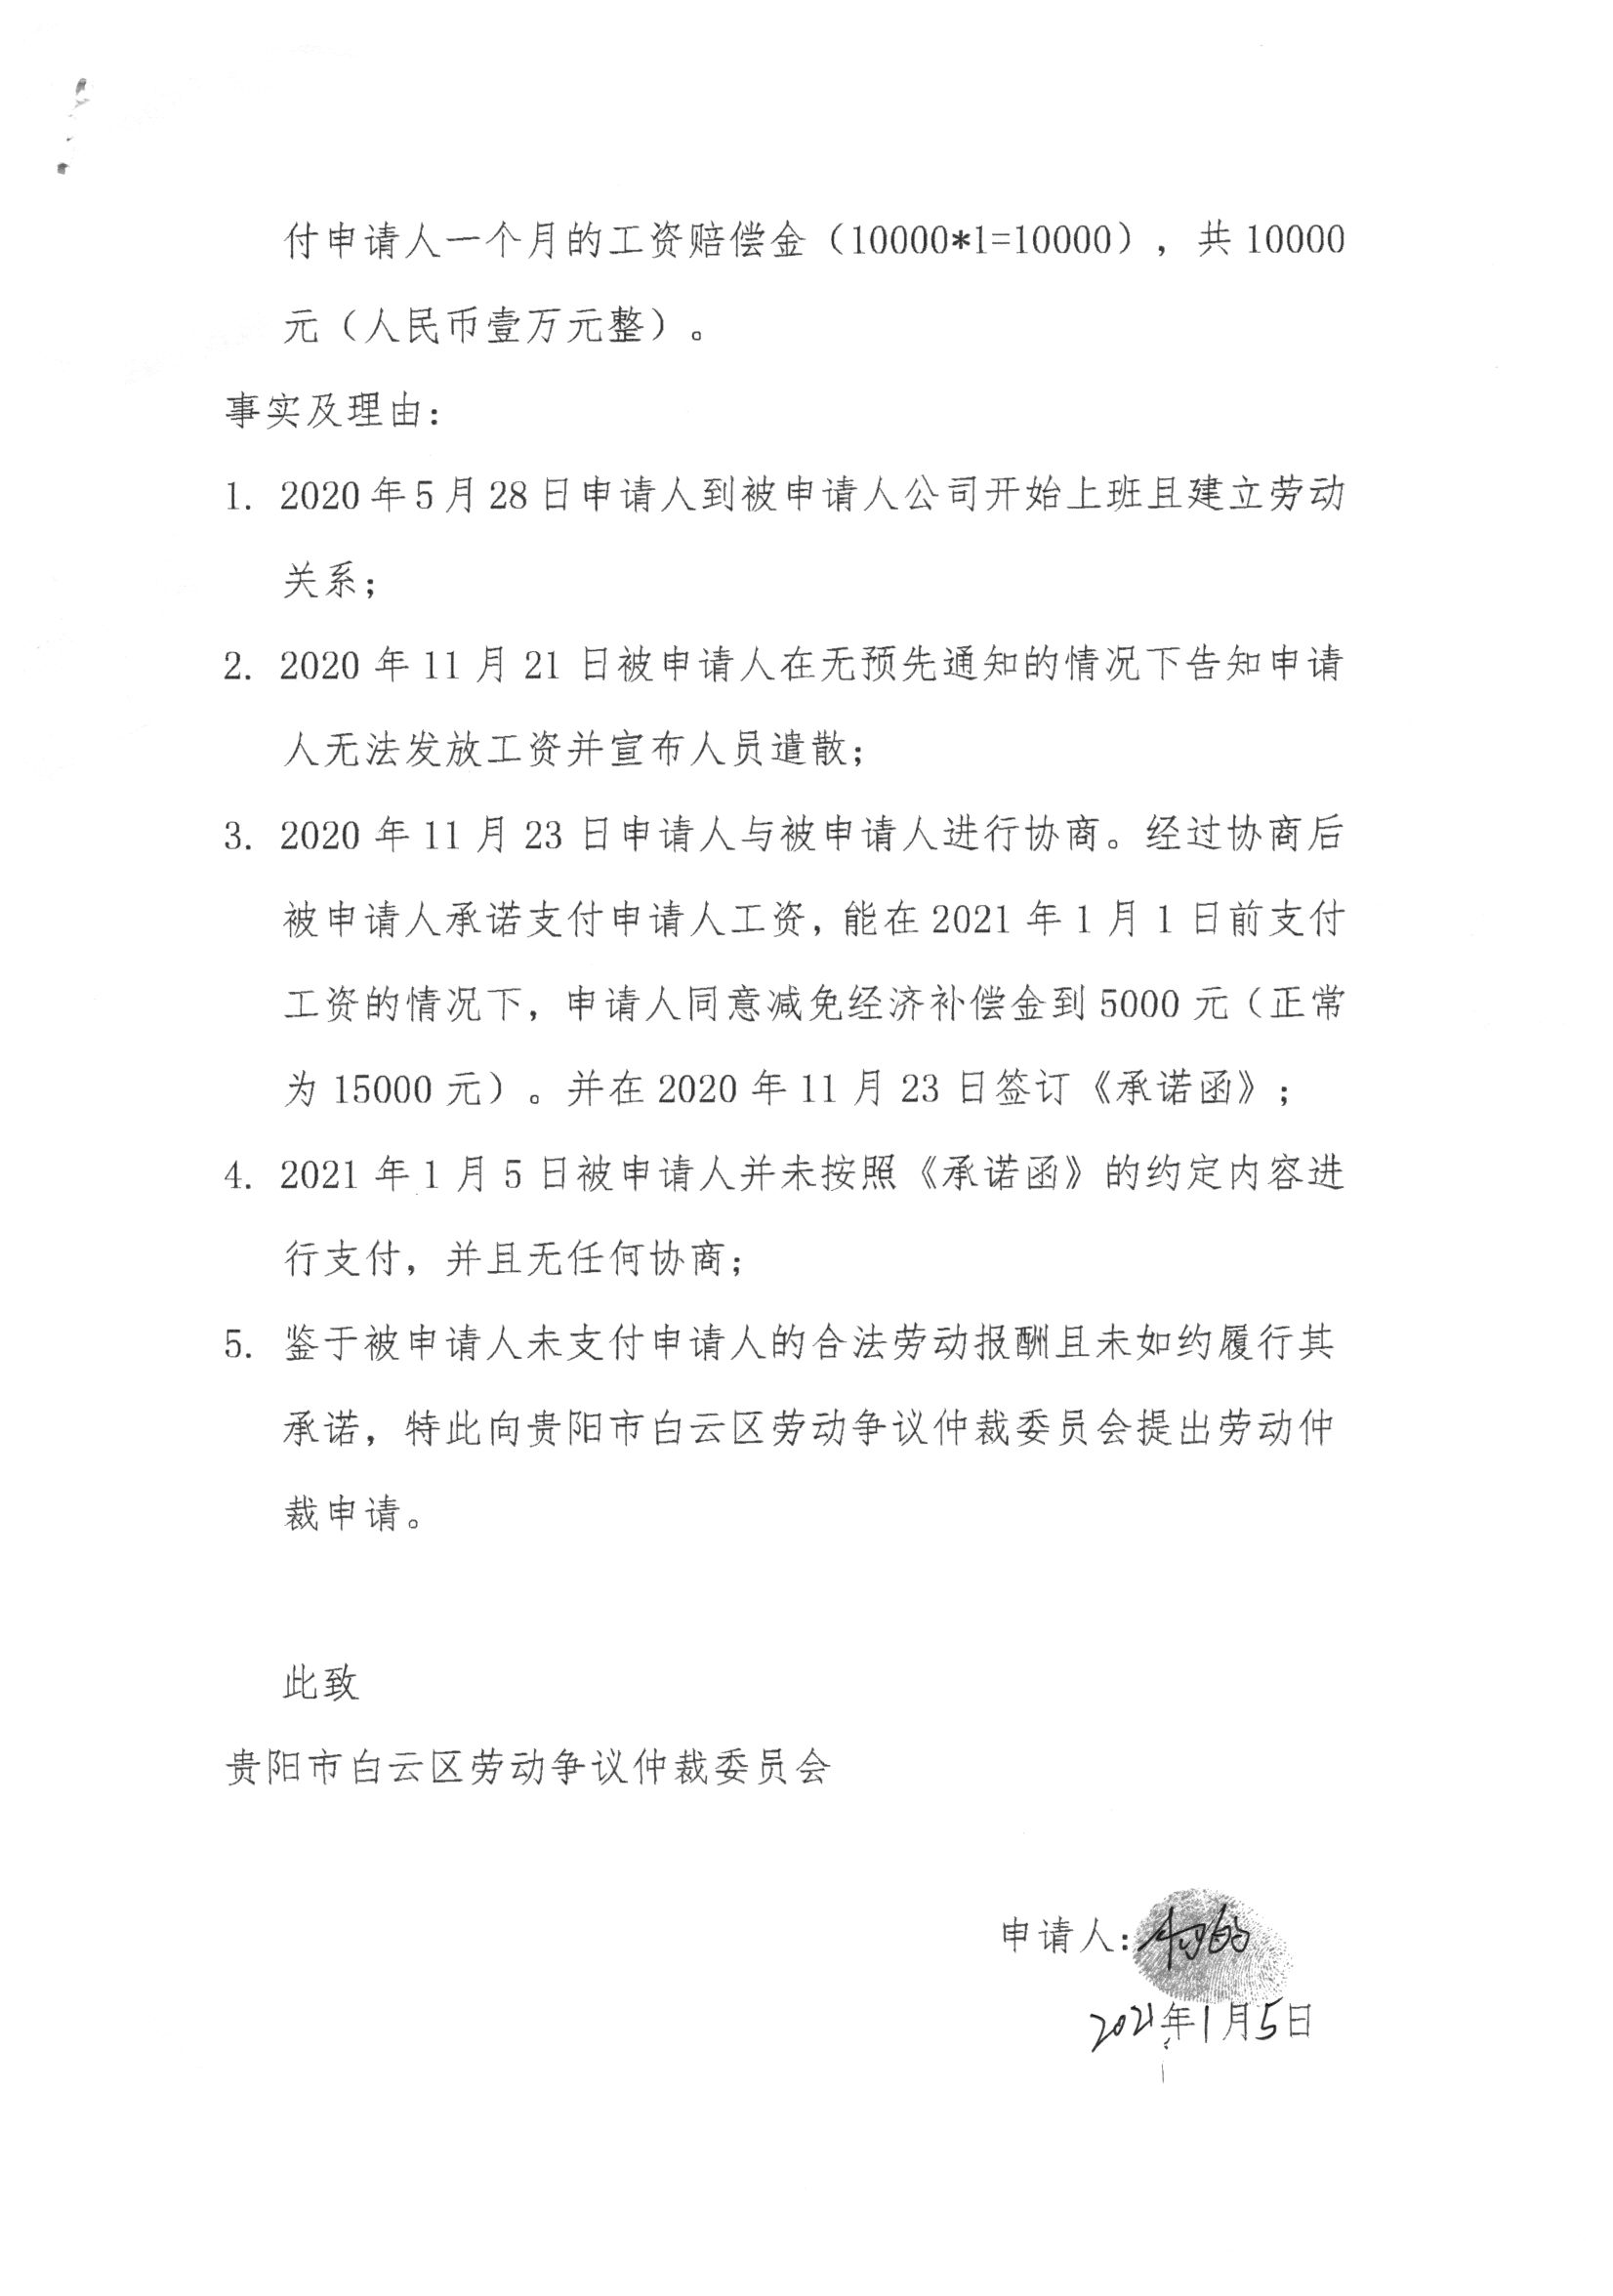 付申请人一个月的工资赔偿金（10000*1=10000），共 10000
元（人民币壹万元整）。
事实及理由：
1. 2020 年 5 月 28 日申请人到被申请人公司开始上班且建立劳动
关系；
2. 2020 年 11 月 21 日被申请人在无预先通知的情况下告知申请
人无法发放工资并宣布人员遣散；
3. 2020 年 11 月 23 日申请人与被申请人进行协商。经过协商后
被申请人承诺支付申请人工资，能在 2021 年 1 月 1 日前支付
工资的情况下，申请人同意减免经济补偿金到 5000 元（正常
为 15000 元）。并在 2020 年 11 月 23 日签订《承诺函》；
4. 2021 年 1 月 5 日被申请人并未按照《承诺函》的约定内容进
行支付，并且无任何协商；
5. 鉴于被申请人未支付申请人的合法劳动报酬且未如约履行其
承诺，特此向贵阳市白云区劳动争议仲裁委员会提出劳动仲
裁申请。
此致
贵阳市白云区劳动争议仲裁委员会
申请人：
2021年1月5日